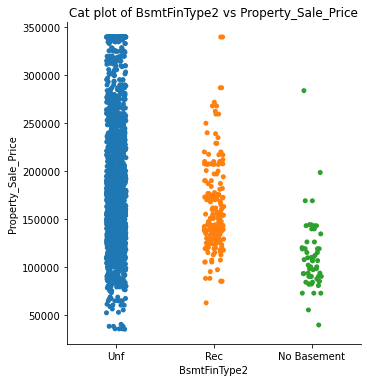 Cat plot of BsmtFinType2 vs Property_Sale_Price
350000
300000
250000
200000
150000
100000
50000
Property_Sale_Price
Unf
Rec
No Basement
BsmtFinType2